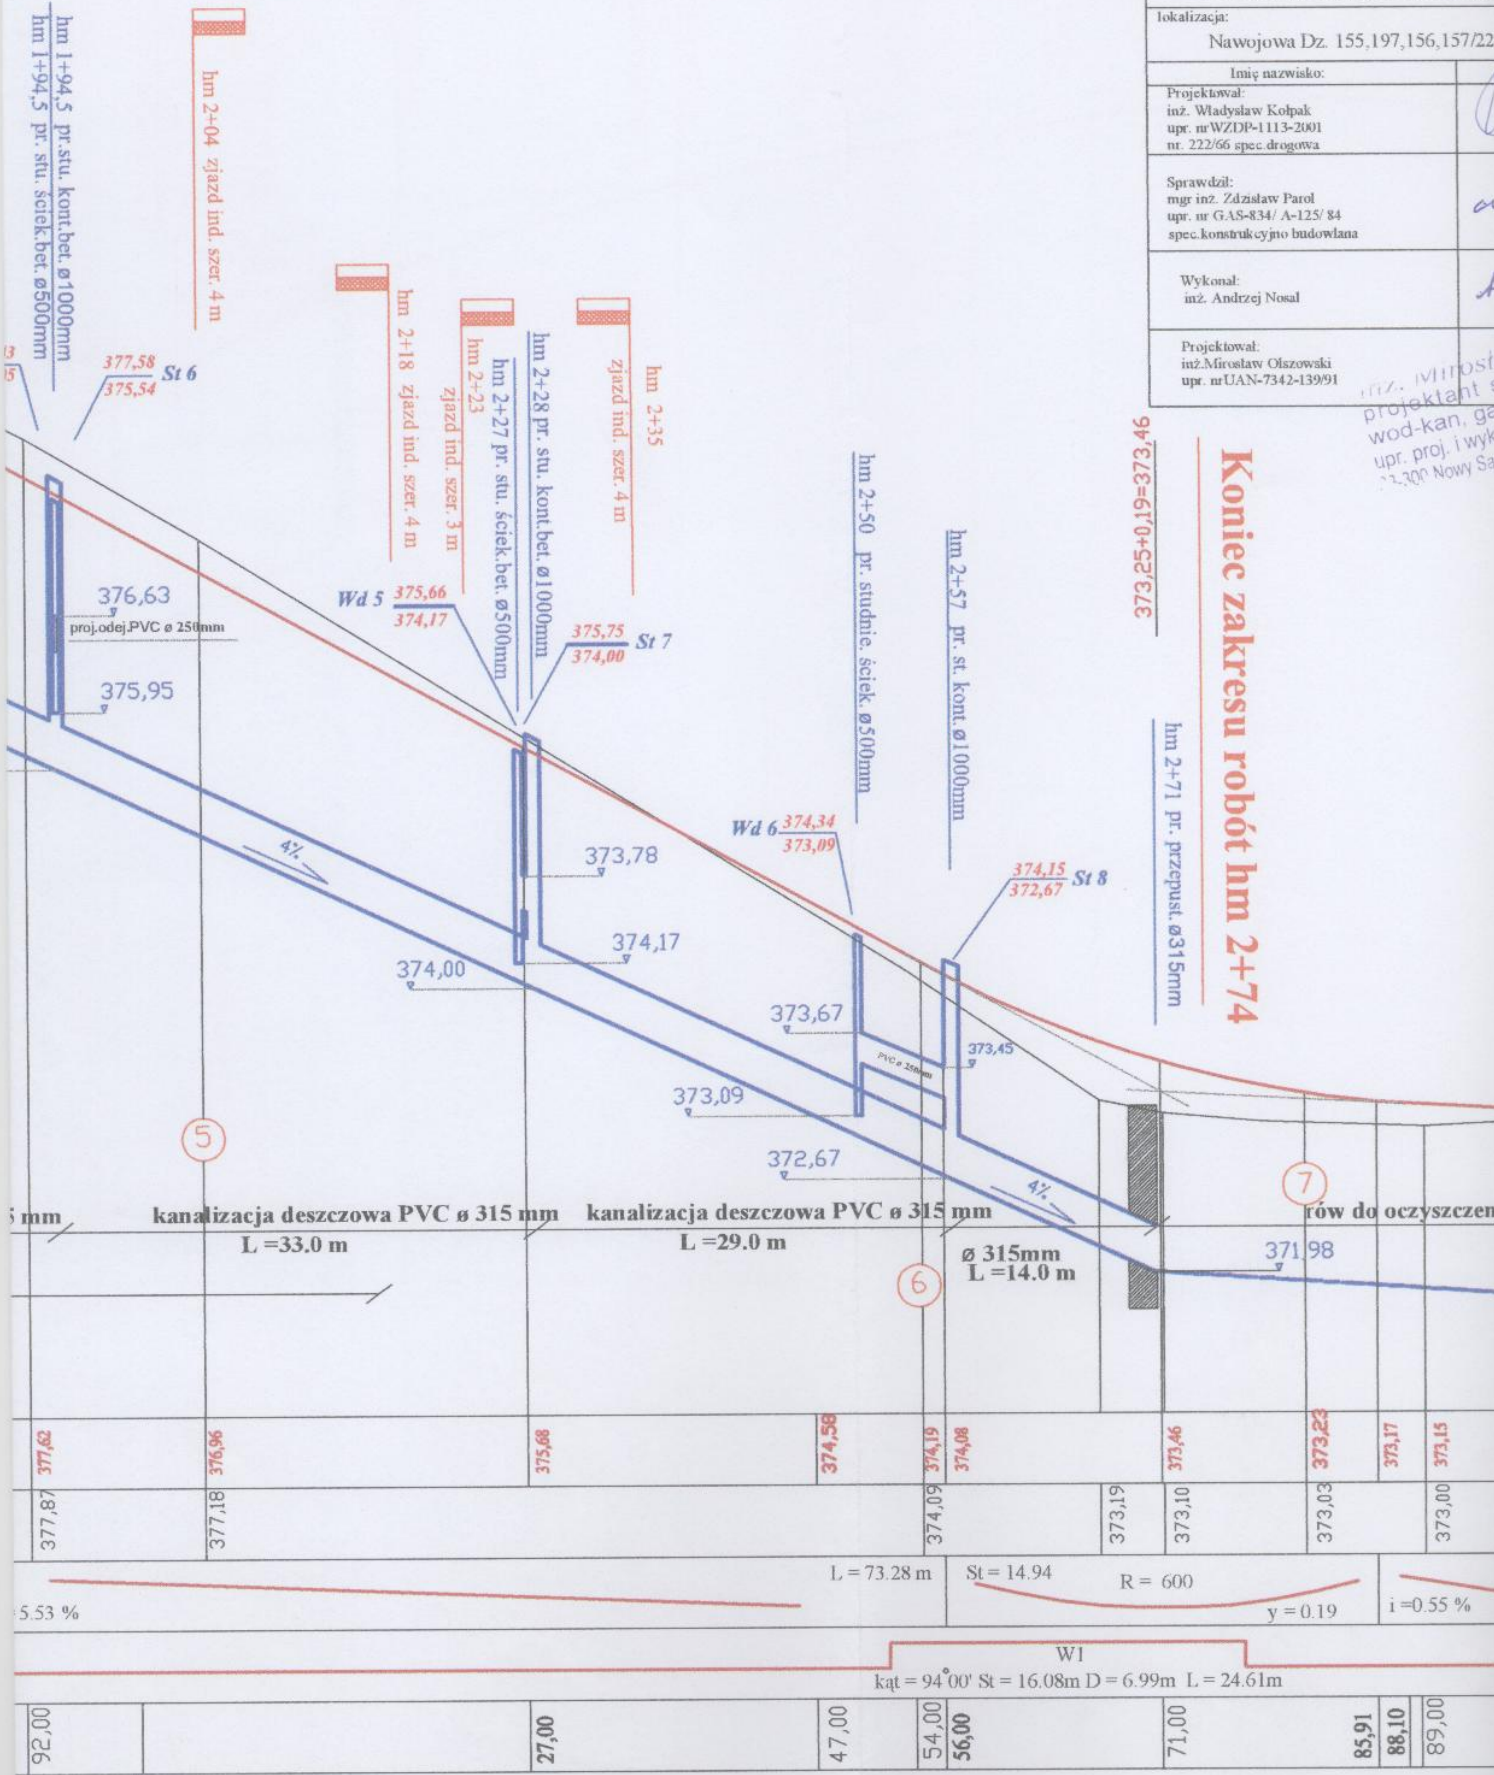 lokalizacja:
Nawojowa Dz. 155,197,156,157/22
Imię nazwisko:
Projektował:
inż. Władysław Kołpak
upr. nrWZDP-1113-2001
nr. 222/66 spec.drogowa
Sprawdził:
mgr inż. Zdzisław Parol
upr. nr GAS-834/ A-125/ 84
spec.konstrukcyjno budowlana
Wykonał:
inż. Andrzej Nosal
Projektował:
inż.Mirosław Olszowski
upr. nrUAN-7342-139/91
projektant
wod-kan, ga
upr. proj. i wyk
Nowy Sa
hm 1+94,5 pr.stu. kont.bet. ø1000mm
hm 1+94,5 pr. stu. ściek.bet. ø500mm
hm 2+04 zjazd ind. szer. 4 m
hm 2+18 zjazd ind. szer. 4 m
hm 2+23
zjazd ind. szer. 3 m
hm 2+27 pr. stu. ściek.bet. ø500mm
hm 2+28 pr. stu. kont.bet. ø1000mm
hm 2+35
zjazd ind. szer. 4 m
hm 2+50 pr. studnie. ściek. ø500mm
hm 2+57 pr. st. kont. ø1000mm
373,25+0,19=373,46
hm 2+71 pr. przepust. ø315mm
Koniec zakresu robót hm 2+74
377,58
375,54
St 6
376,63
proj.odej.PVC ø 250mm
375,95
Wd 5
375,66
374,17
375,75
374,00
St 7
373,78
374,17
374,00
4%
Wd 6
374,34
373,09
374,15
372,67
St 8
373,67
373,45
PVC ø 250mm
373,09
372,67
4%
371,98
5
6
7
mm
kanalizacja deszczowa PVC ø 315 mm
L =33.0 m
kanalizacja deszczowa PVC ø 315 mm
L =29.0 m
ø 315mm
L =14.0 m
rów do oczyszczen
377,62
376,96
375,68
374,58
374,19
374,08
373,46
373,23
373,17
373,15
377,87
377,18
374,09
373,19
373,10
373,03
373,00
5.53 %
L = 73.28 m
St = 14.94
R = 600
y = 0.19
i =0.55 %
W1
kąt = 94°00' St = 16.08m D = 6.99m L = 24.61m
92,00
27,00
47,00
54,00
56,00
71,00
85,91
88,10
89,00